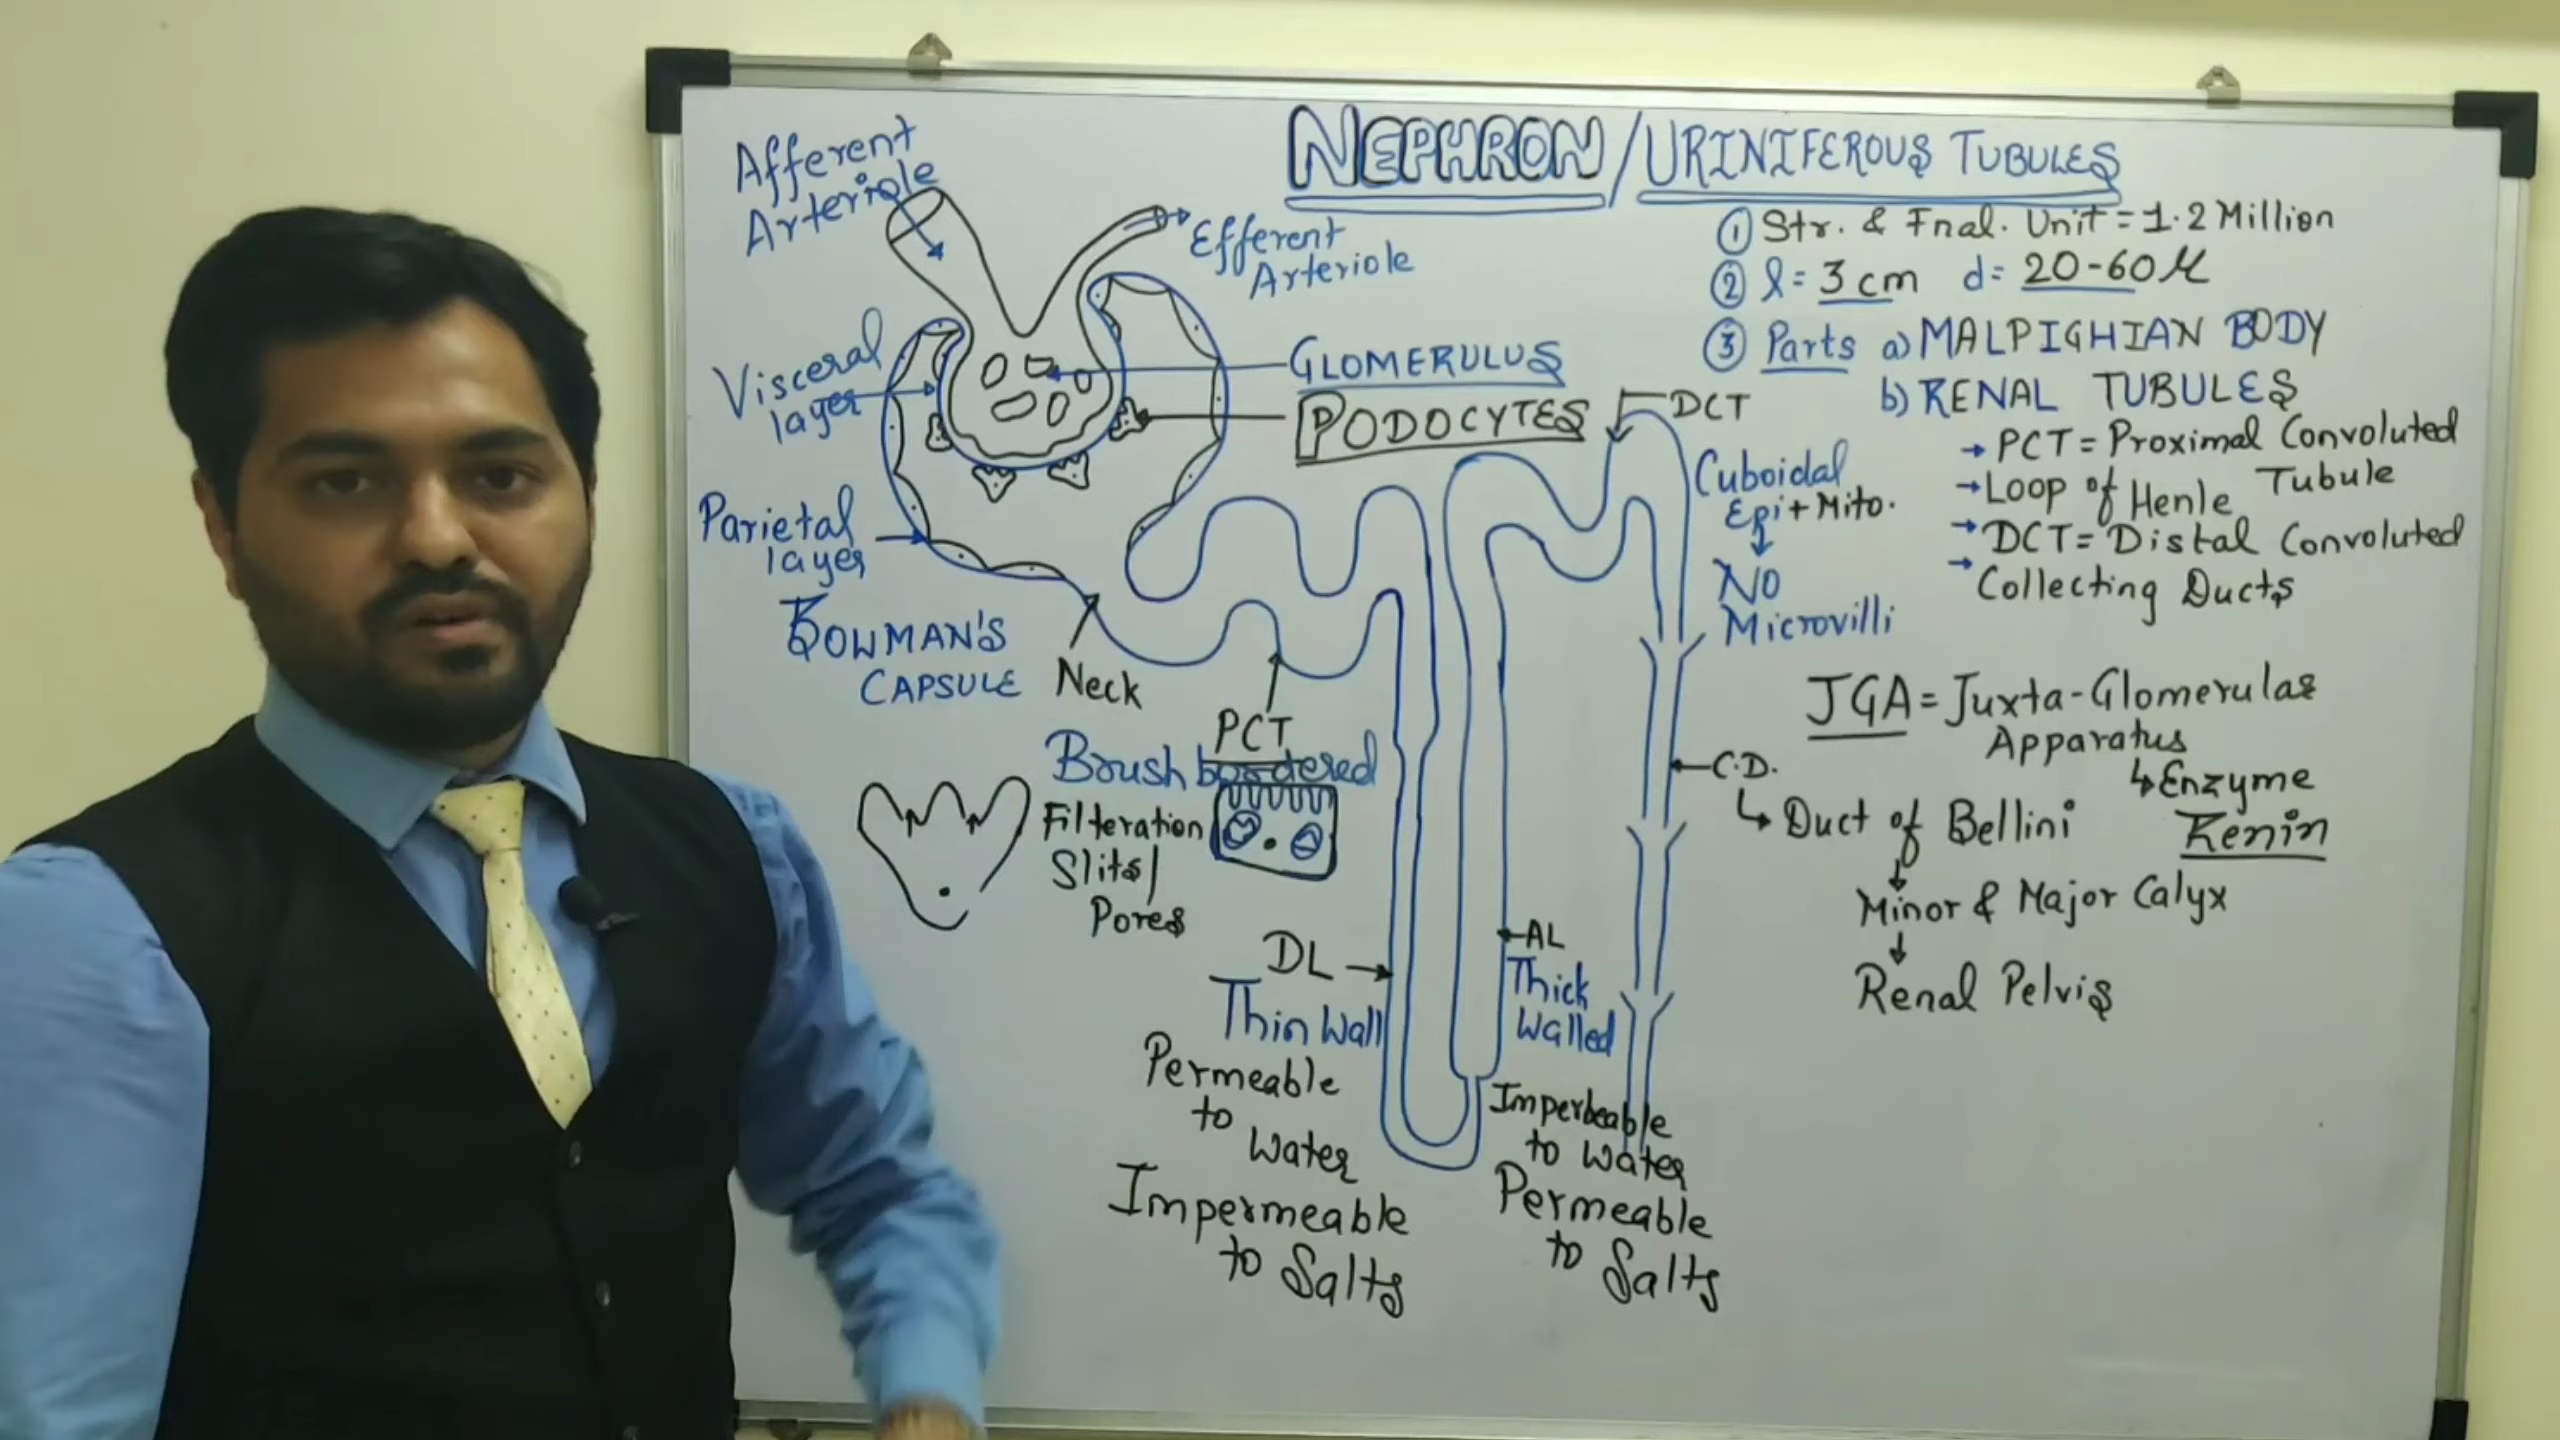 NEPHRON/URINIFEROUS TUBULES
① Str. & Fnal. Unit = 1.2 Million
② l = 3 cm d = 20-60 µ
③ Parts a) MALPIGHIAN BODY
b) RENAL TUBULES
→ PCT = Proximal Convoluted
Tubule
→ Loop of Henle
→ DCT = Distal Convoluted
→ Collecting Ducts
Afferent
Arteriole
Efferent
Arteriole
Visceral
layer
GLOMERULUS
PODOCYTES
Parietal
layer
BOWMAN'S
CAPSULE
Neck
PCT
Brush bordered
Filteration
Slits/
Pores
DCT
Cuboidal
Epi + Mito.
↓
NO
Microvilli
JGA = Juxta-Glomerular
Apparatus
↳ Enzyme
Renin
C.D.
↳ Duct of Bellini
↓
Minor & Major Calyx
↓
Renal Pelvis
DL
Thin Wall
Permeable
to
Water
Impermeable
to Salts
AL
Thick
Walled
Imperbeable
to Water
Permeable
to Salts